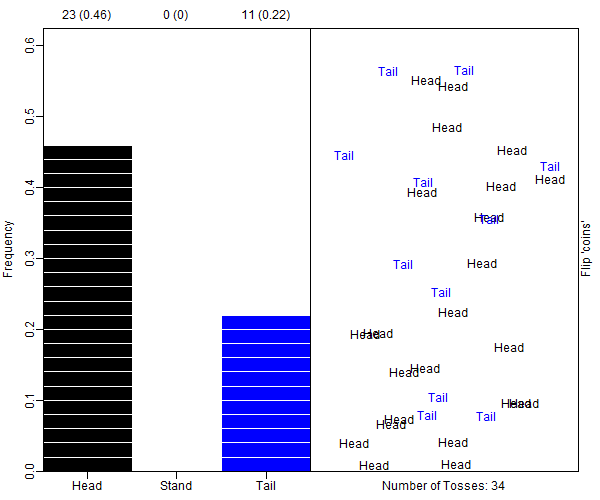 23 (0.46)
0 (0)
11 (0.22)
Frequency
0.6
0.5
0.4
0.3
0.2
0.1
0.0
Head
Stand
Tail
Tail
Tail
Head
Head
Head
Head
Tail
Tail
Head
Tail
Head
Head
Head
Tail
Tail
Head
Tail
Head
Head
Head
Head
Head
Head
Tail
Head
Head
Tail
Tail
Head
Head
Head
Head
Head
Head
Number of Tosses: 34
Flip 'coins'